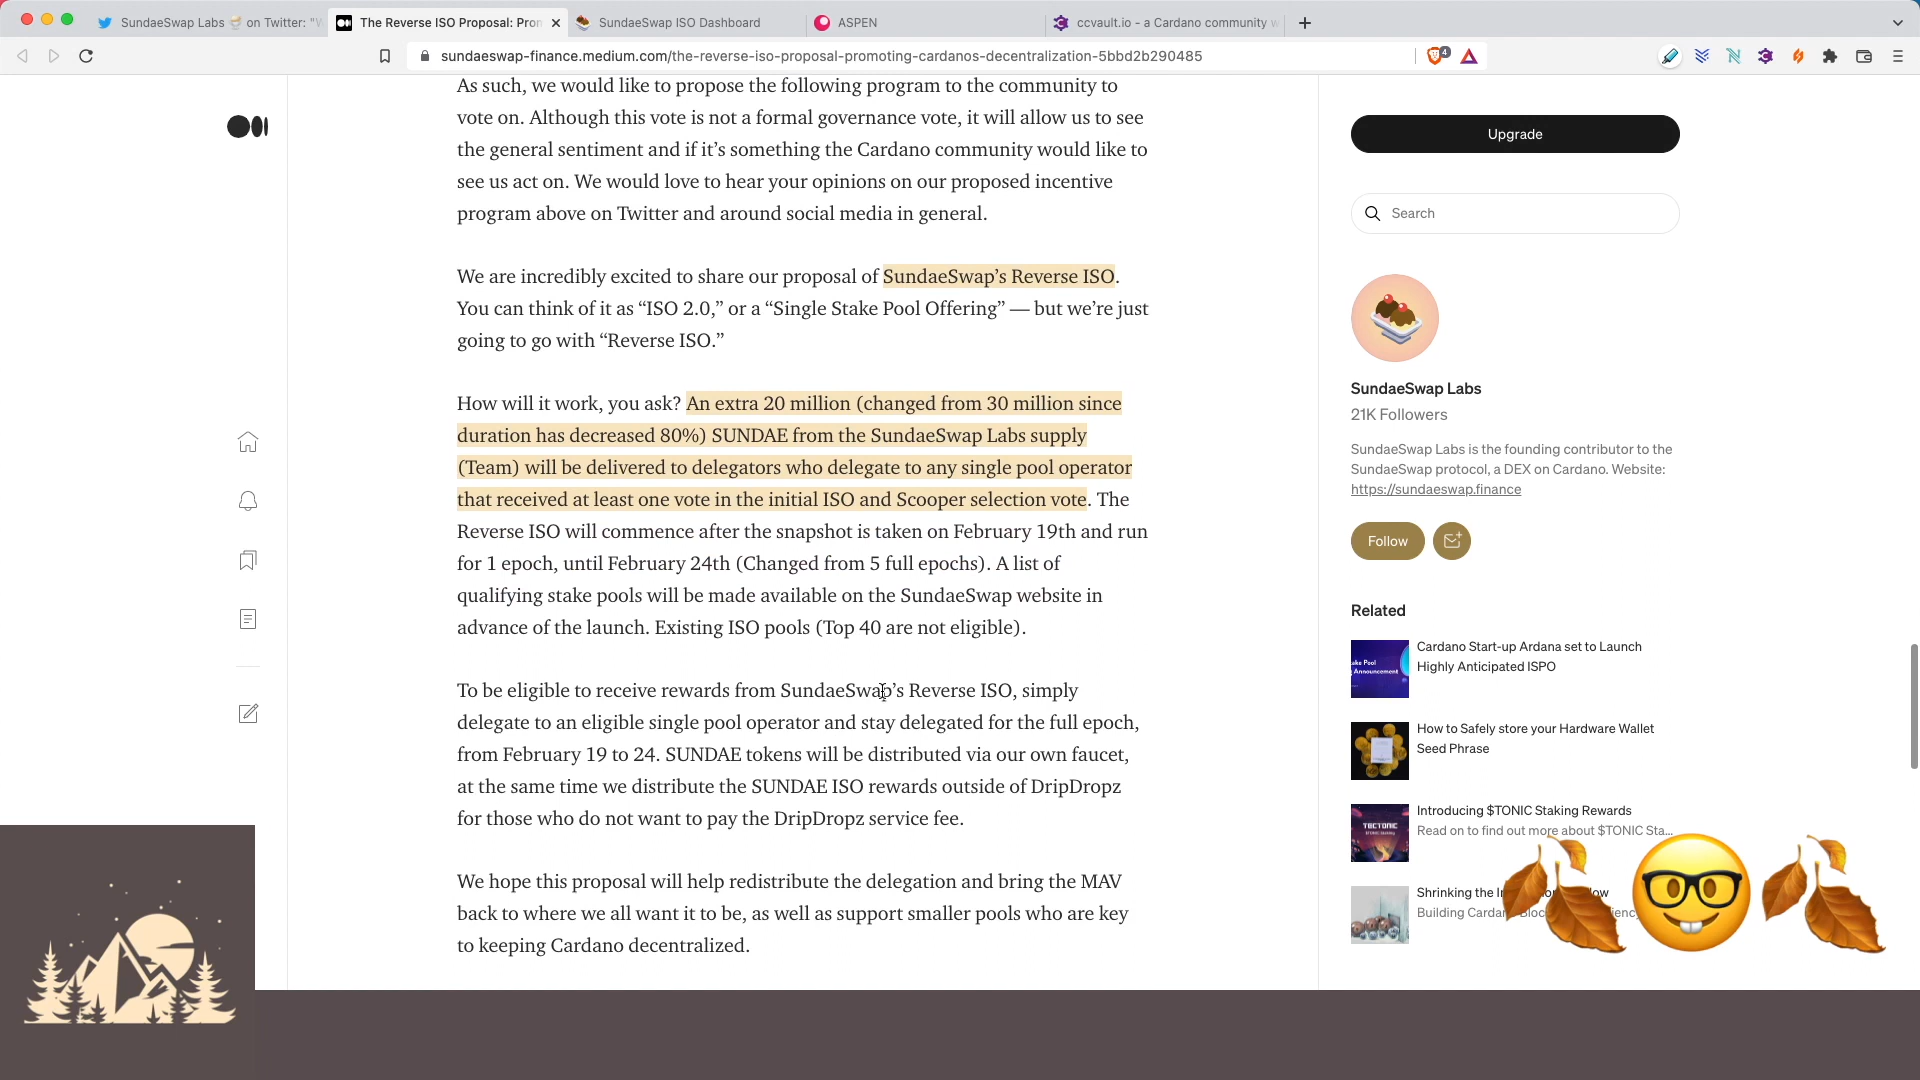 SundaeSwap Labs on Twitter: "
The Reverse ISO Proposal: Pro
SundaeSwap ISO Dashboard
ASPEN
ccvault.io - a Cardano community
sundaeswap-finance.medium.com/the-reverse-iso-proposal-promoting-cardanos-decentralization-5bbd2b290485
4
As such, we would like to propose the following program to the community to
vote on. Although this vote is not a formal governance vote, it will allow us to see
the general sentiment and if it’s something the Cardano community would like to
see us act on. We would love to hear your opinions on our proposed incentive
program above on Twitter and around social media in general.
We are incredibly excited to share our proposal of SundaeSwap’s Reverse ISO.
You can think of it as “ISO 2.0,” or a “Single Stake Pool Offering” — but we’re just
going to go with “Reverse ISO.”
How will it work, you ask? An extra 20 million (changed from 30 million since
duration has decreased 80%) SUNDAE from the SundaeSwap Labs supply
(Team) will be delivered to delegators who delegate to any single pool operator
that received at least one vote in the initial ISO and Scooper selection vote. The
Reverse ISO will commence after the snapshot is taken on February 19th and run
for 1 epoch, until February 24th (Changed from 5 full epochs). A list of
qualifying stake pools will be made available on the SundaeSwap website in
advance of the launch. Existing ISO pools (Top 40 are not eligible).
To be eligible to receive rewards from SundaeSwap’s Reverse ISO, simply
delegate to an eligible single pool operator and stay delegated for the full epoch,
from February 19 to 24. SUNDAE tokens will be distributed via our own faucet,
at the same time we distribute the SUNDAE ISO rewards outside of DripDropz
for those who do not want to pay the DripDropz service fee.
We hope this proposal will help redistribute the delegation and bring the MAV
back to where we all want it to be, as well as support smaller pools who are key
to keeping Cardano decentralized.
Upgrade
Search
SundaeSwap Labs
21K Followers
SundaeSwap Labs is the founding contributor to the
SundaeSwap protocol, a DEX on Cardano. Website:
https://sundaeswap.finance
Follow
Related
Cardano Start-up Ardana set to Launch
Highly Anticipated ISPO
How to Safely store your Hardware Wallet
Seed Phrase
Introducing $TONIC Staking Rewards
Read on to find out more about $TONIC Sta...
TECTONIC
Shrinking the
Building